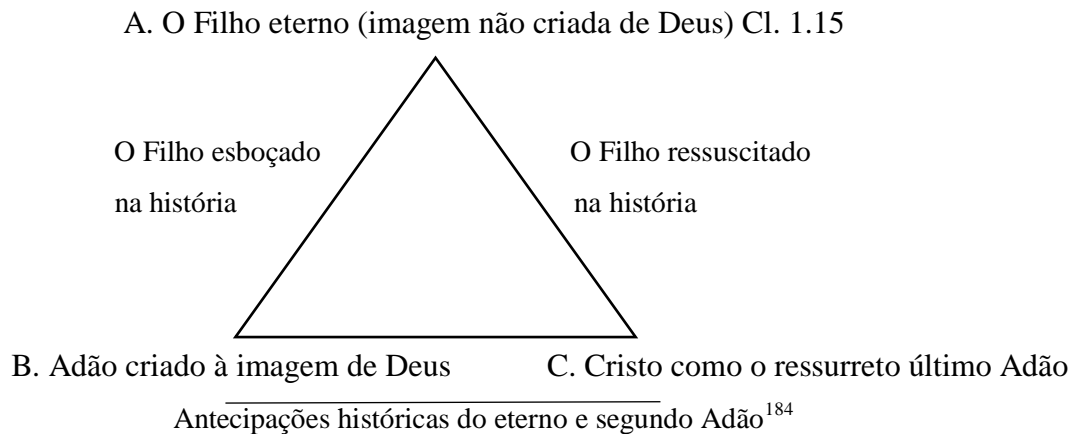 A. O Filho eterno (imagem não criada de Deus) Cl. 1.15
O Filho esboçado
na história
O Filho ressuscitado
na história
B. Adão criado à imagem de Deus
C. Cristo como o ressurreto último Adão
Antecipações históricas do eterno e segundo Adão184